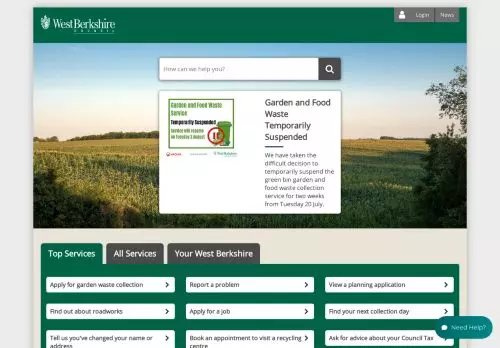 West Berkshire
COUNCIL
Login
News
How can we help you?
Garden and Food Waste
Service
Temporarily Suspended
Service will resume
on Tuesday 3 August
West Berkshire
Garden and Food
Waste
Temporarily
Suspended
We have taken the
difficult decision to
temporarily suspend the
green bin garden and
food waste collection
service for two weeks
from Tuesday 20 July.
Top Services
All Services
Your West Berkshire
Apply for garden waste collection
Report a problem
View a planning application
Find out about roadworks
Apply for a job
Find your next collection day
Need Help?
Tell us you've changed your name or
address
Book an appointment to visit a recycling
centre
Ask for advice about your Council Tax